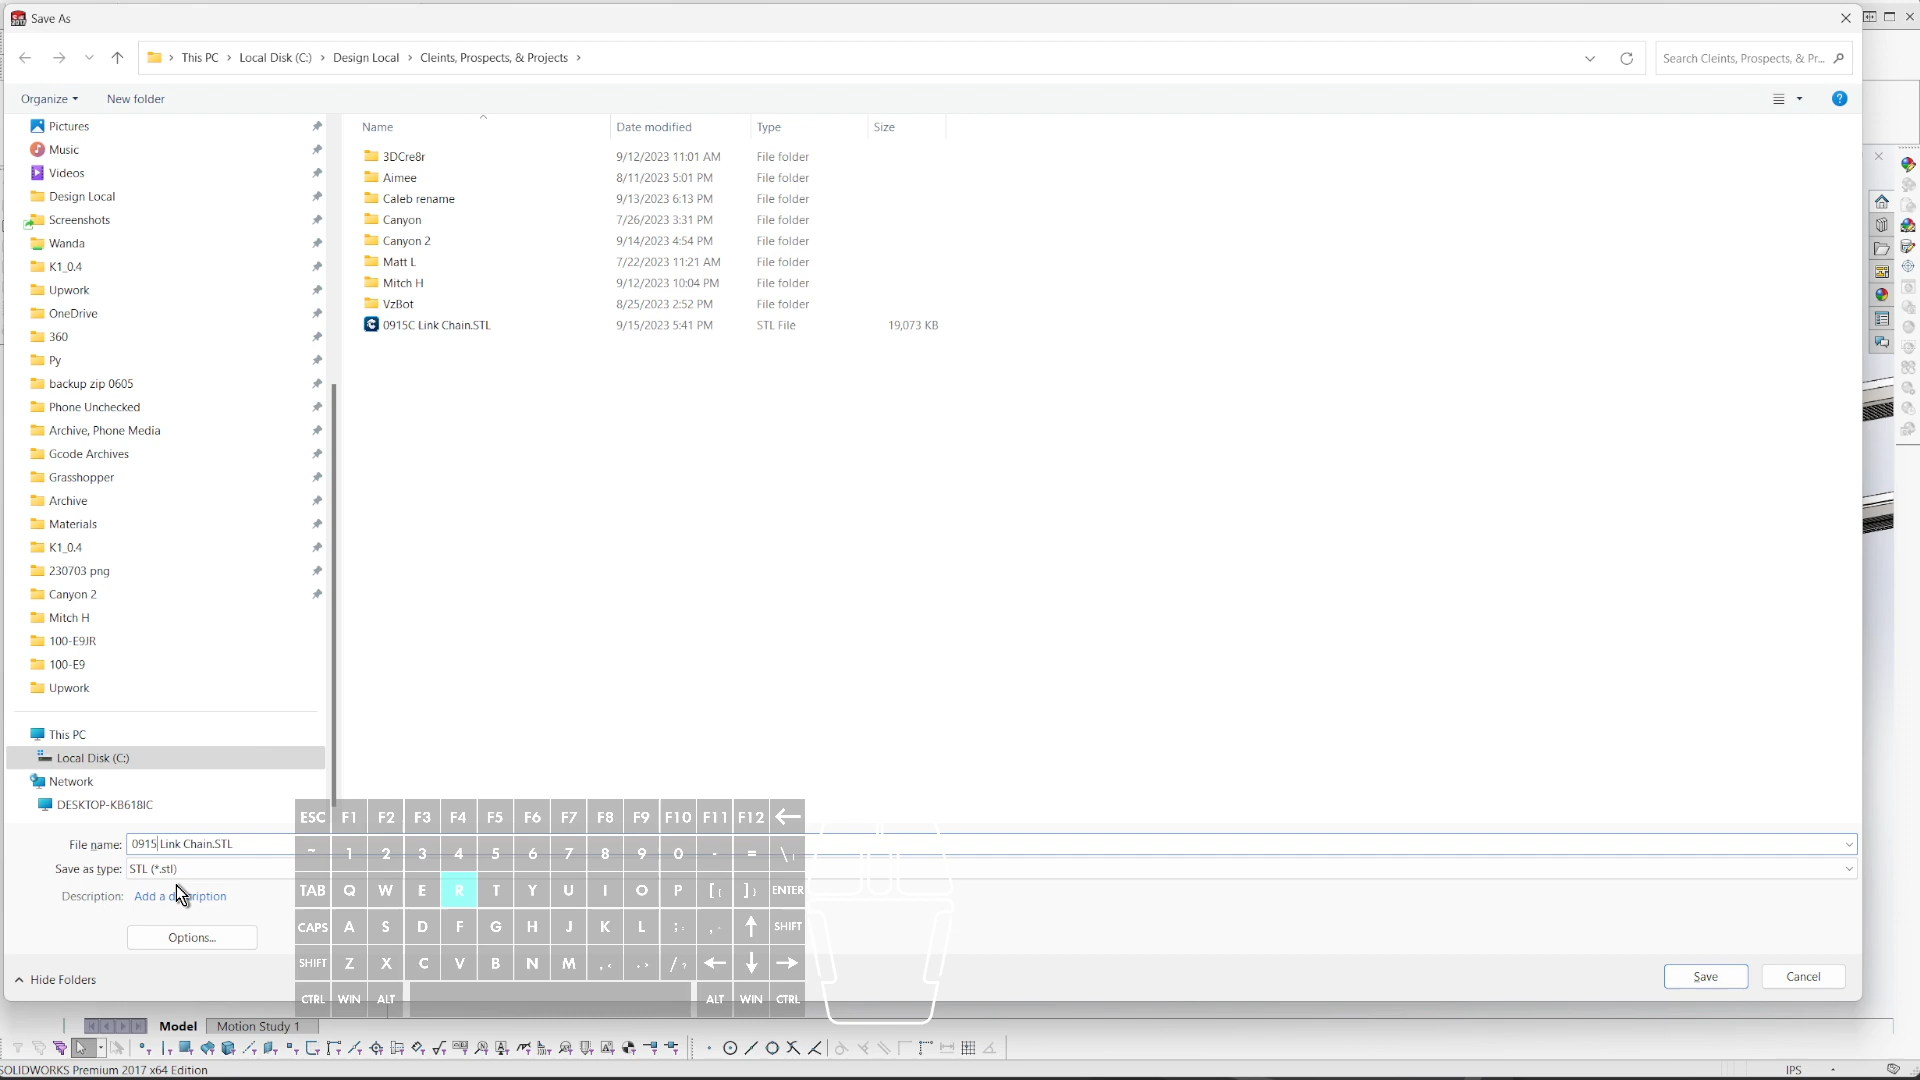 Save As
This PC > Local Disk (C:) > Design Local > Cleints, Prospects, & Projects >
Search Cleints, Prospects, & Pr...
Organize
New folder
Pictures
Music
Videos
Design Local
Screenshots
Wanda
K1_0.4
Upwork
OneDrive
360
Py
backup zip 0605
Phone Unchecked
Archive, Phone Media
Gcode Archives
Grasshopper
Archive
Materials
K1_0.4
230703 png
Canyon 2
Mitch H
100-E9JR
100-E9
Upwork
This PC
Local Disk (C:)
Network
DESKTOP-KB618IC
Name Date modified Type Size
3DCre8r 9/12/2023 11:01 AM File folder
Aimee 8/11/2023 5:01 PM File folder
Caleb rename 9/13/2023 6:13 PM File folder
Canyon 7/26/2023 3:31 PM File folder
Canyon 2 9/14/2023 4:54 PM File folder
Matt L 7/22/2023 11:21 AM File folder
Mitch H 9/12/2023 10:04 PM File folder
VzBot 8/25/2023 2:52 PM File folder
0915C Link Chain.STL 9/15/2023 5:41 PM STL File 19,073 KB
File name: 0915 Link Chain.STL
Save as type: STL (*.stl)
Description: Add a description
Options...
Hide Folders
Save
Cancel
ESC F1 F2 F3 F4 F5 F6 F7 F8 F9 F10 F11 F12 ←
~ 1 2 3 4 5 6 7 8 9 0 - = \|
TAB Q W E R T Y U I O P [{ ]} ENTER
CAPS A S D F G H J K L ;: ↑ SHIFT
SHIFT Z X C V B N M ,< .> /? ← ↓ →
CTRL WIN ALT ALT WIN CTRL
Model
Motion Study 1
SOLIDWORKS Premium 2017 x64 Edition
IPS